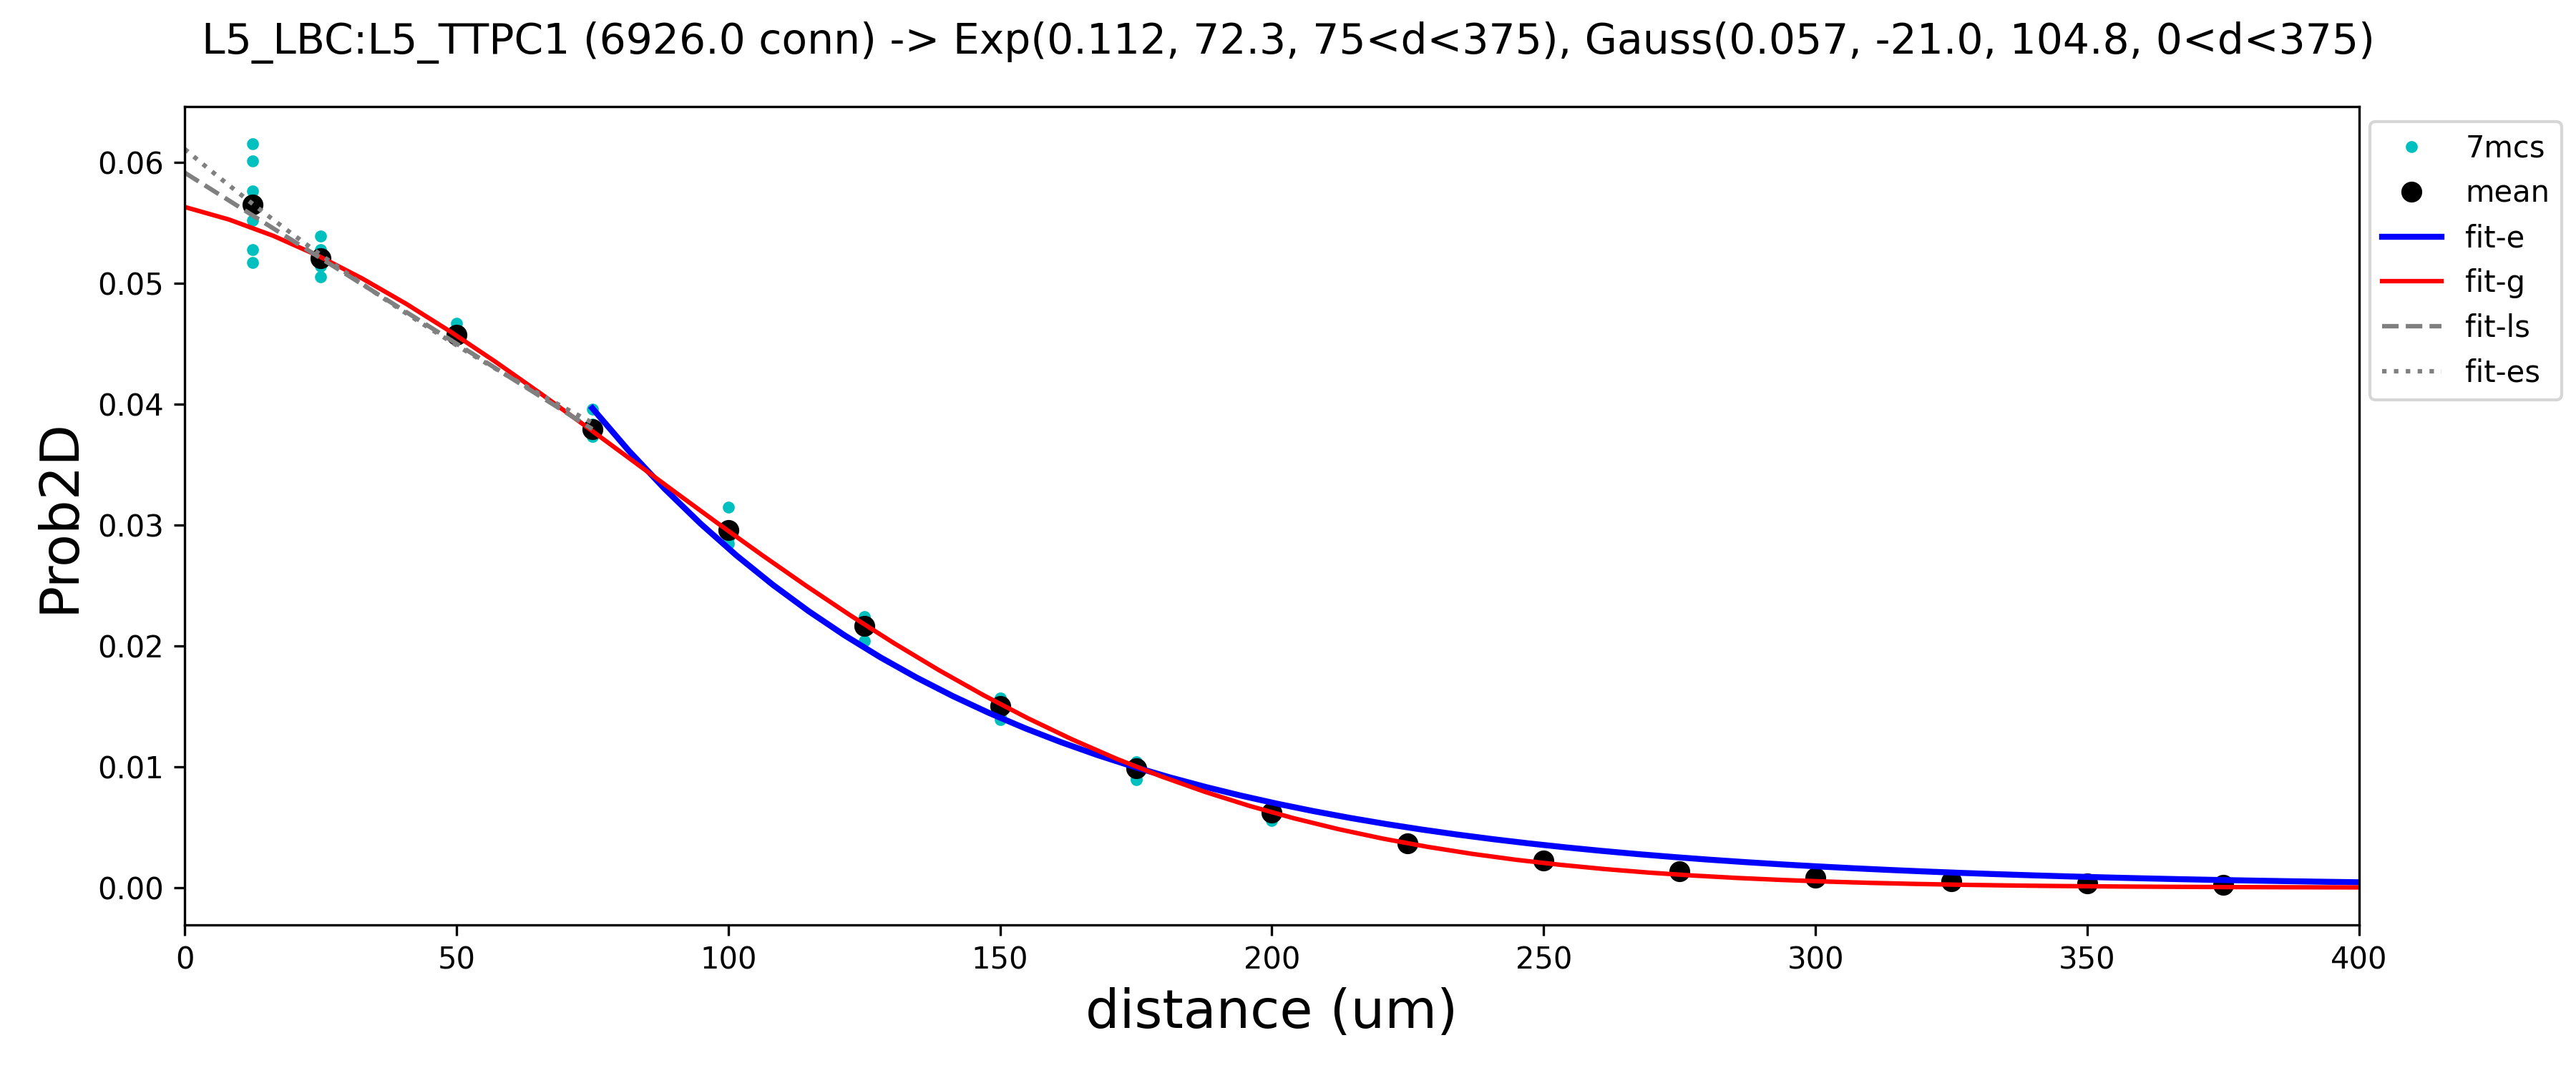 L5_LBC:L5_TTPC1 (6926.0 conn) -> Exp(0.112, 72.3, 75<d<375), Gauss(0.057, -21.0, 104.8, 0<d<375)
7mcs
mean
fit-e
fit-g
fit-ls
fit-es
Prob2D
0.06
0.05
0.04
0.03
0.02
0.01
0.00
0 50 100 150 200 250 300 350 400
distance (um)